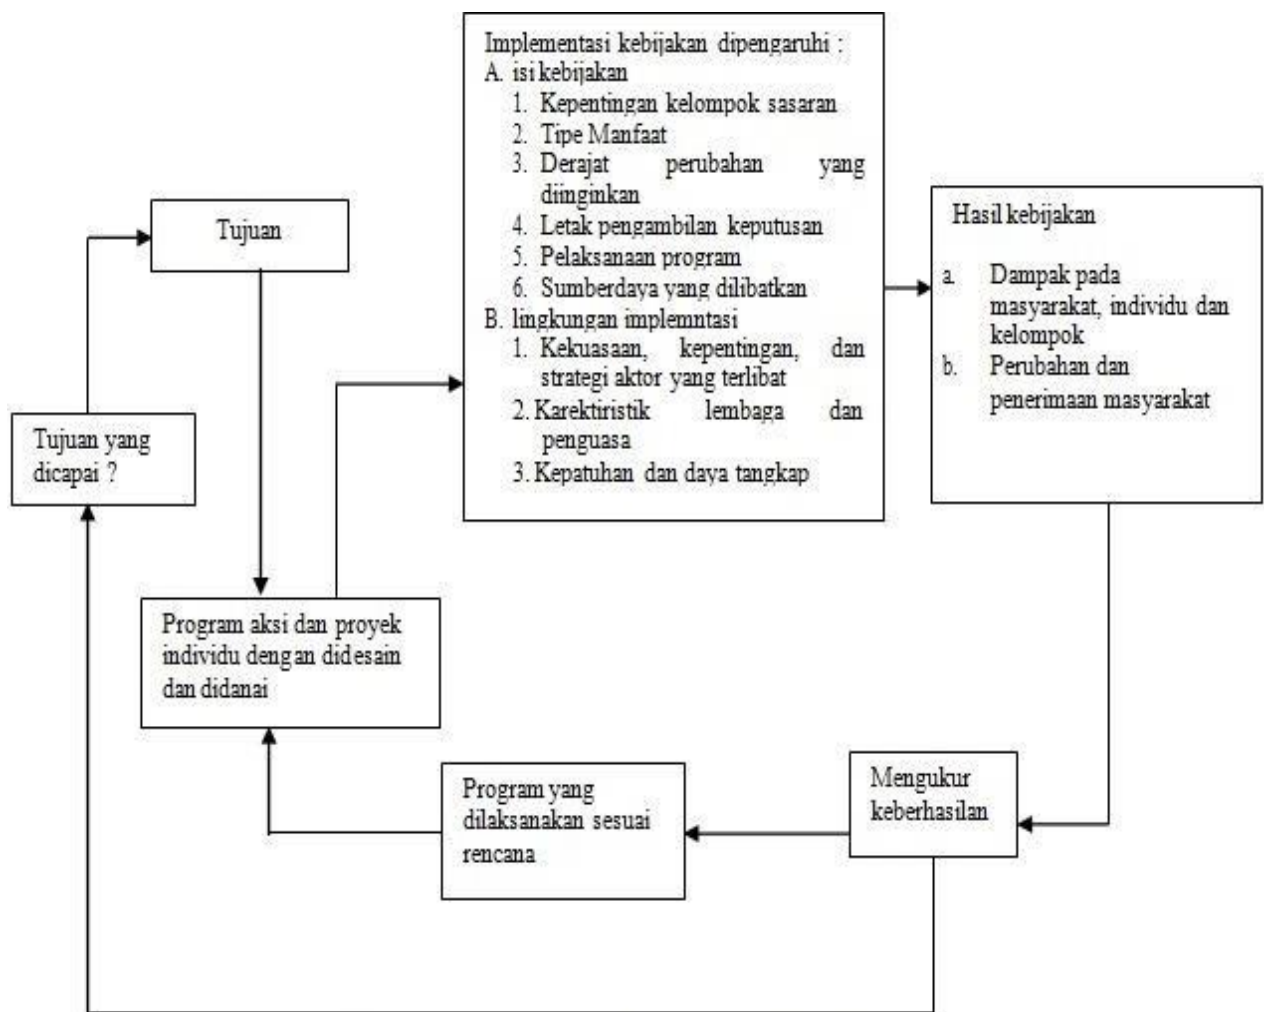 Implementasi kebijakan dipengaruhi :
A. isi kebijakan
1. Kepentingan kelompok sasaran
2. Tipe Manfaat
3. Derajat perubahan yang
diinginkan
4. Letak pengambilan keputusan
5. Pelaksanaan program
6. Sumberdaya yang dilibatkan
B. lingkungan implemntasi
1. Kekuasaan, kepentingan, dan
strategi aktor yang terlibat
2. Karektiristik lembaga dan
penguasa
3. Kepatuhan dan daya tangkap
Tujuan
Hasil kebijakan
a. Dampak pada
masyarakat, individu dan
kelompok
b. Perubahan dan
penerimaan masyarakat
Tujuan yang
dicapai ?
Program aksi dan proyek
individu dengan didesain
dan didanai
Program yang
dilaksanakan sesuai
rencana
Mengukur
keberhasilan